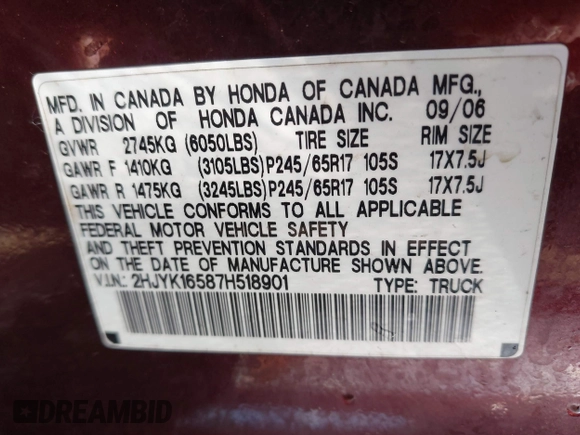 MFD. IN CANADA BY HONDA OF CANADA MFG.,
A DIVISION OF HONDA CANADA INC. 09/06
GVWR 2745KG (6050LBS) TIRE SIZE RIM SIZE
GAWR F 1410KG (3105LBS) P245/65R17 105S 17X7.5J
GAWR R 1475KG (3245LBS) P245/65R17 105S 17X7.5J
THIS VEHICLE CONFORMS TO ALL APPLICABLE
FEDERAL MOTOR VEHICLE SAFETY
AND THEFT PREVENTION STANDARDS IN EFFECT
ON THE DATE OF MANUFACTURE SHOWN ABOVE.
V.I.N.: 2HJYK16587H518901 TYPE: TRUCK
DREAMBID